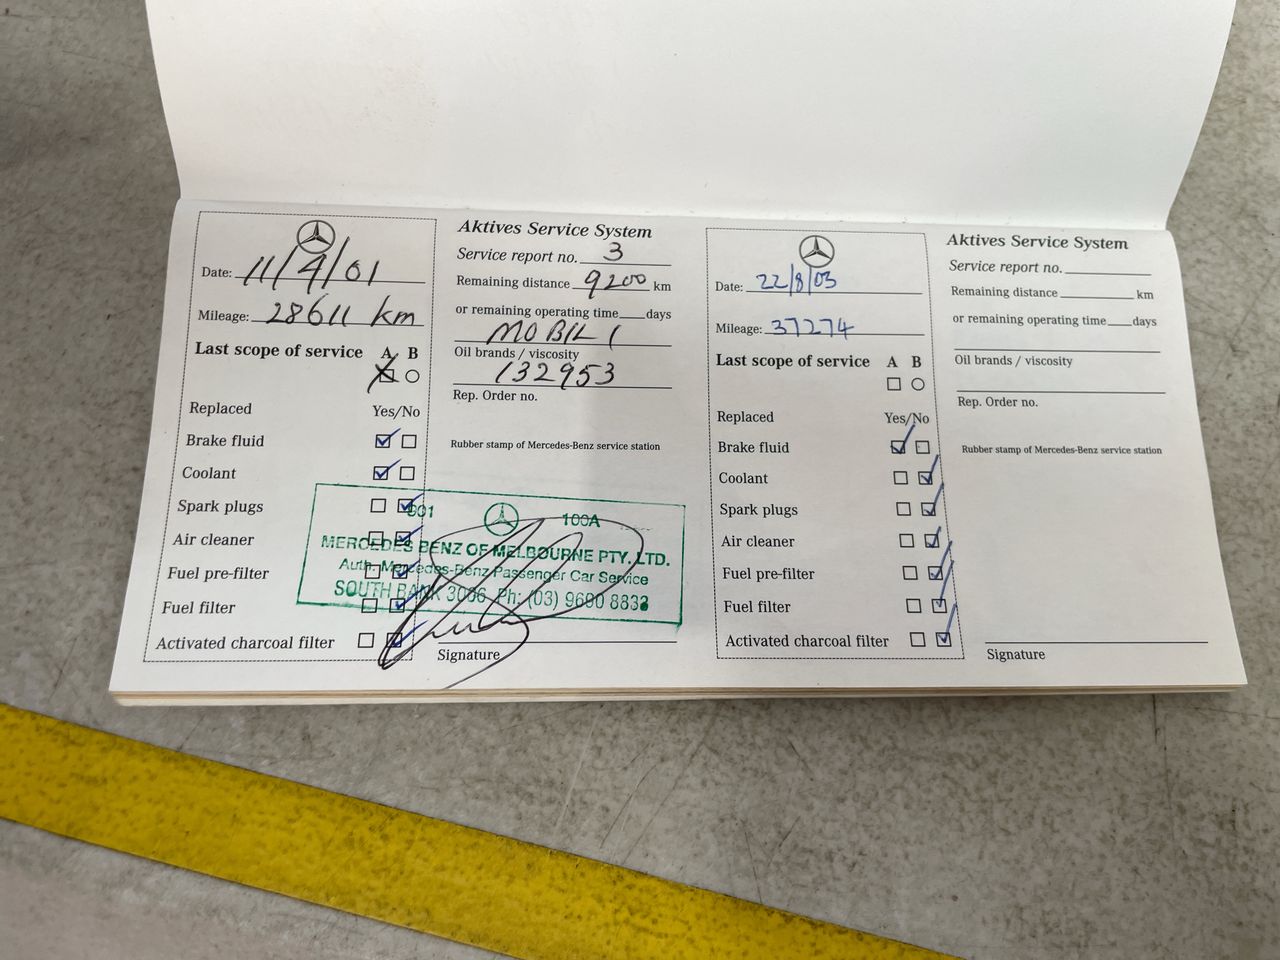 Date: 11/4/01
Mileage: 28611 km
Last scope of service A B
Replaced Yes/No
Brake fluid
Coolant
Spark plugs
Air cleaner
Fuel pre-filter
Fuel filter
Activated charcoal filter
Aktives Service System
Service report no. 3
Remaining distance 9200 km
or remaining operating time days
MOBIL 1
Oil brands / viscosity
132953
Rep. Order no.
Rubber stamp of Mercedes-Benz service station
100A
MERCEDES BENZ OF MELBOURNE PTY. LTD.
Auth. Mercedes-Benz Passenger Car Service
SOUTH BANK 3006 Ph: (03) 9690 8833
Signature
Date: 22/8/03
Mileage: 37274
Last scope of service A B
Replaced Yes/No
Brake fluid
Coolant
Spark plugs
Air cleaner
Fuel pre-filter
Fuel filter
Activated charcoal filter
Aktives Service System
Service report no.
Remaining distance km
or remaining operating time days
Oil brands / viscosity
Rep. Order no.
Rubber stamp of Mercedes-Benz service station
Signature